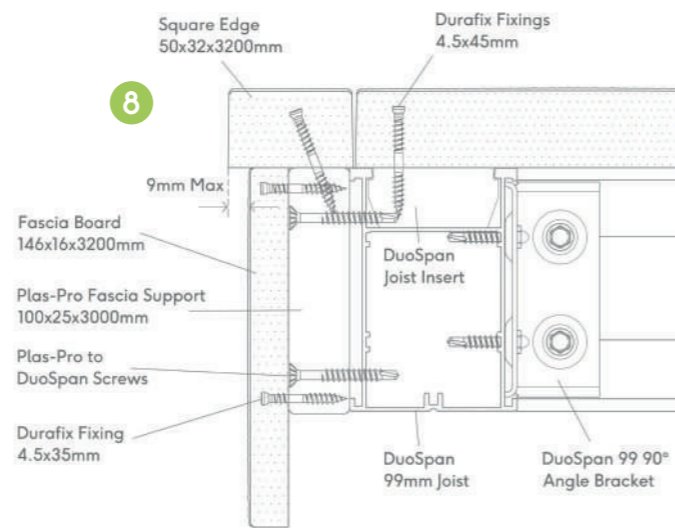 Square Edge
50x32x3200mm
Durafix Fixings
4.5x45mm
8
9mm Max
Fascia Board
146x16x3200mm
Plas-Pro Fascia Support
100x25x3000mm
Plas-Pro to
DuoSpan Screws
Durafix Fixing
4.5x35mm
DuoSpan
Joist Insert
DuoSpan
99mm Joist
DuoSpan 99 90°
Angle Bracket